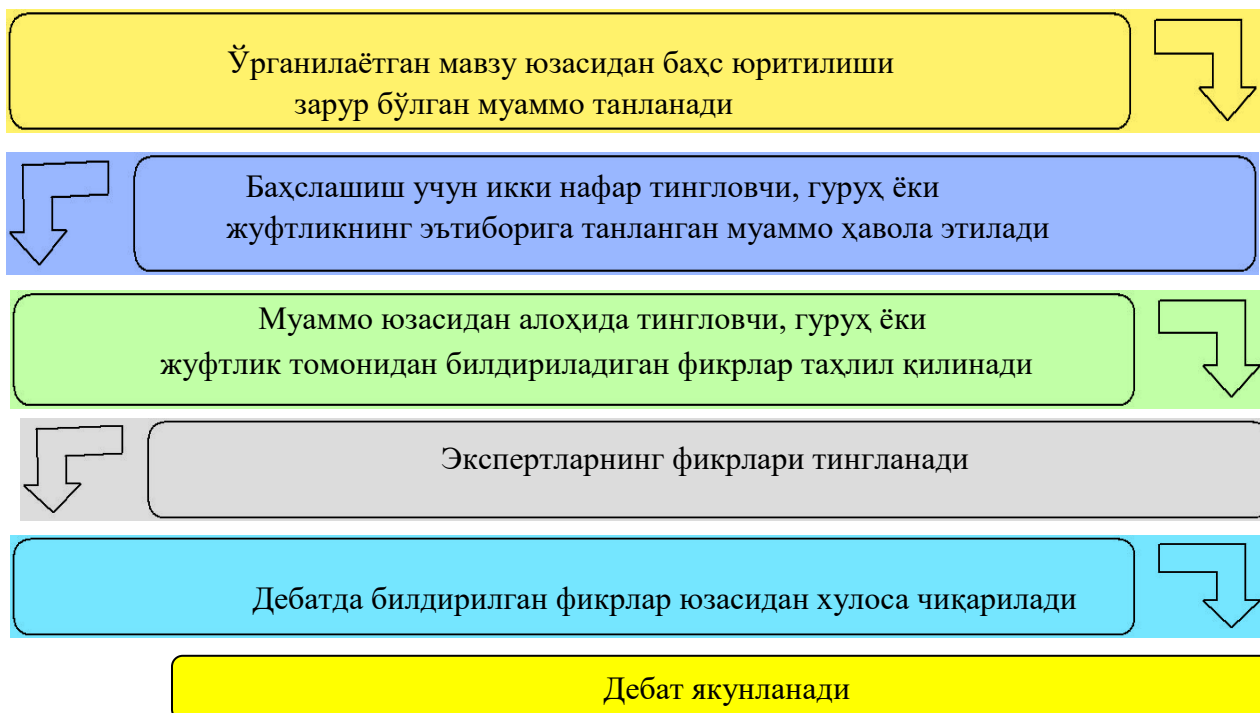 Ўрганилаётган мавзу юзасидан баҳс юритилиши
зарур бўлган муаммо танланади
Баҳслашиш учун икки нафар тингловчи, гуруҳ ёки
жуфтликнинг эътиборига танланган муаммо ҳавола этилади
Муаммо юзасидан алоҳида тингловчи, гуруҳ ёки
жуфтлик томонидан билдириладиган фикрлар таҳлил қилинади
Экспертларнинг фикрлари тингланади
Дебатда билдирилган фикрлар юзасидан хулоса чиқарилади
Дебат якунланади